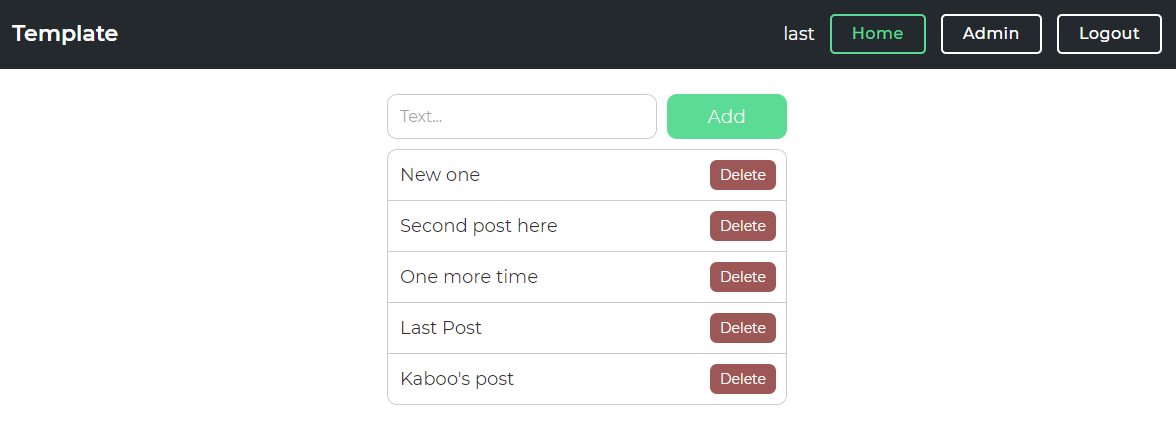 Template last Home Admin Logout
Text... Add
New one Delete
Second post here Delete
One more time Delete
Last Post Delete
Kaboo's post Delete